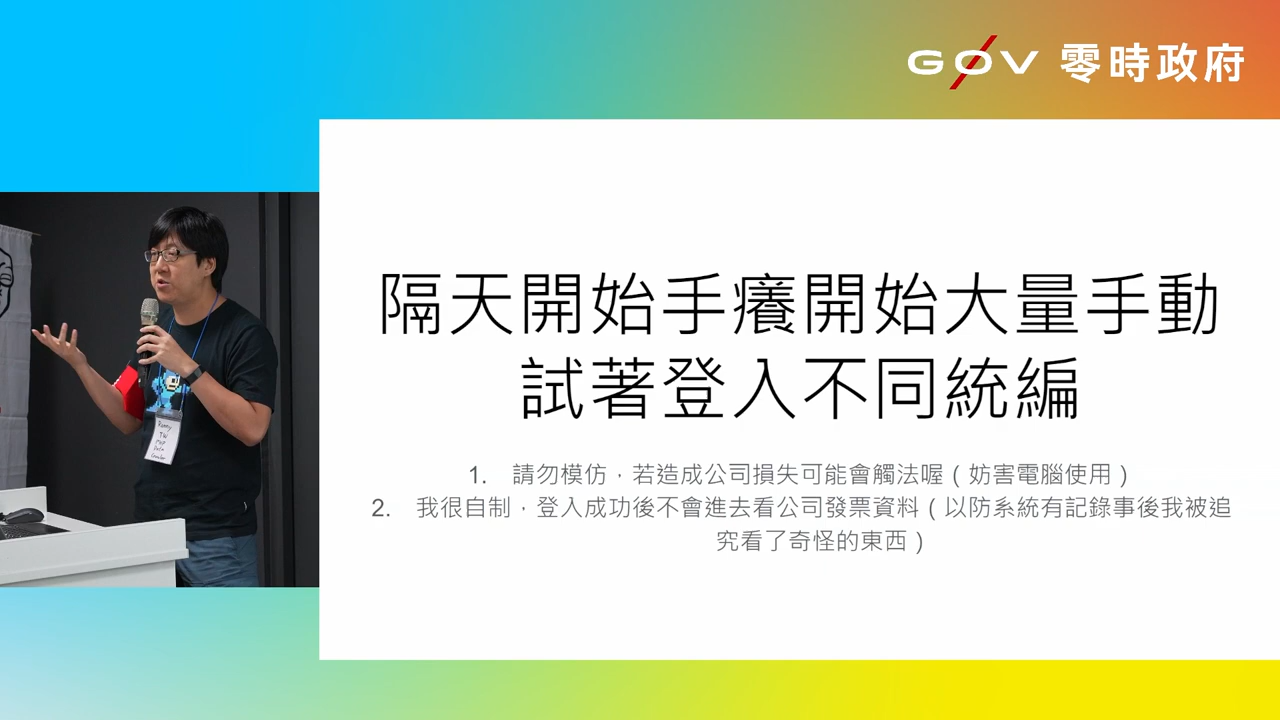 GØV 零時政府
隔天開始手癢開始大量手動
試著登入不同統編
1. 請勿模仿，若造成公司損失可能會觸法喔（妨害電腦使用）
2. 我很自制，登入成功後不會進去看公司發票資料（以防系統有記錄事後我被追
究看了奇怪的東西）
Ronny
TW